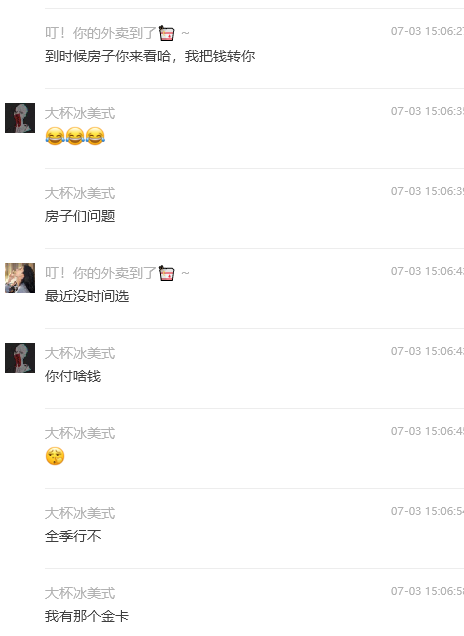 叮！你的外卖到了 ~
07-03 15:06:2
到时候房子你来看哈，我把钱转你
大杯冰美式
07-03 15:06:3
😂😂😂
大杯冰美式
07-03 15:06:3
房子们问题
叮！你的外卖到了 ~
07-03 15:06:4
最近没时间选
大杯冰美式
07-03 15:06:4
你付啥钱
大杯冰美式
07-03 15:06:4
大杯冰美式
07-03 15:06:5
全季行不
大杯冰美式
07-03 15:06:5
我有那个金卡